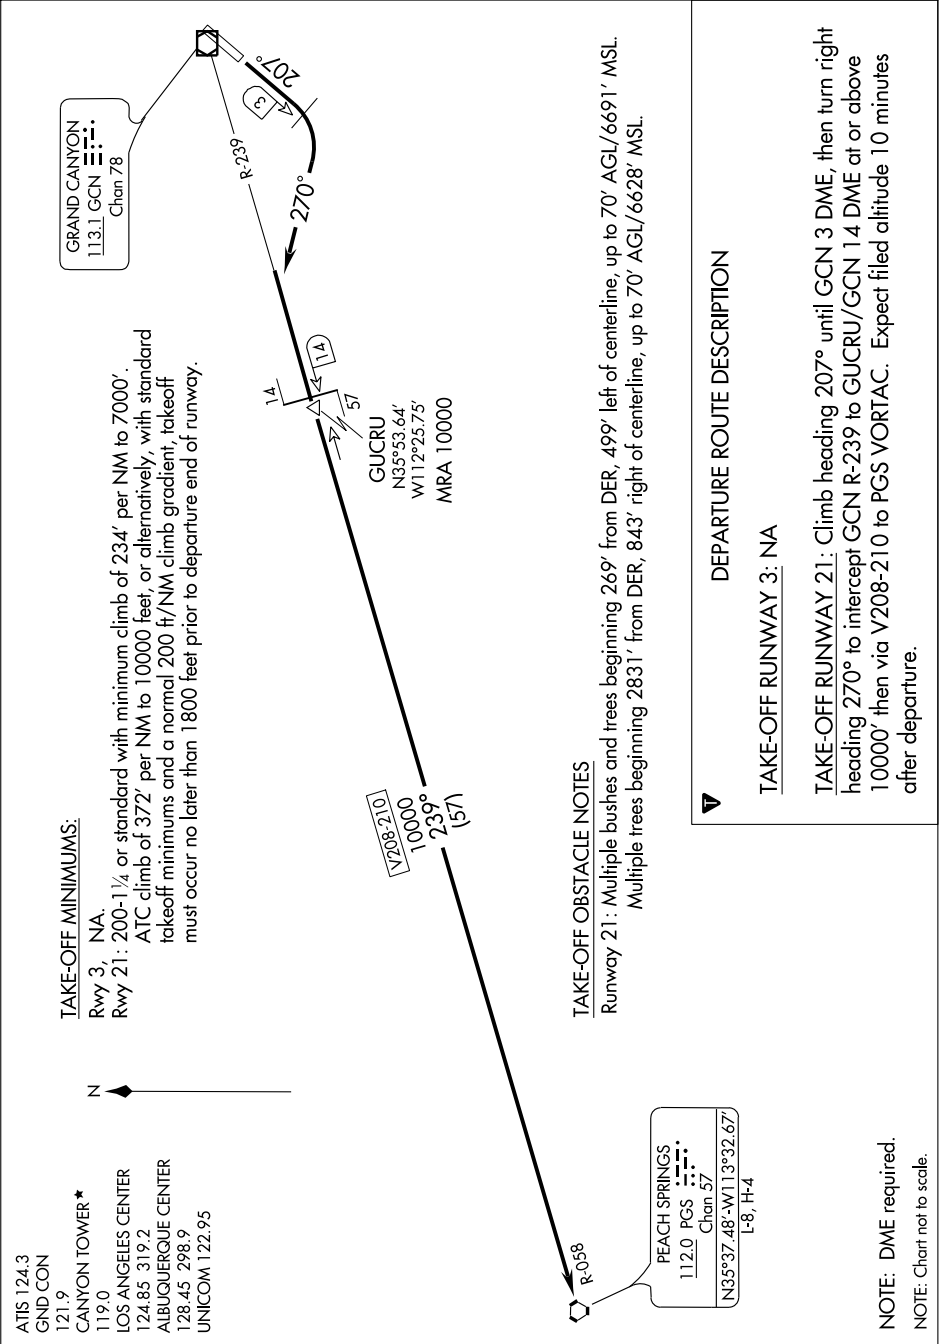 ATIS 124.3
GND CON
121.9
CANYON TOWER★
119.0
LOS ANGELES CENTER
124.85 319.2
ALBUQUERQUE CENTER
128.45 298.9
UNICOM 122.95
N
TAKE-OFF MINIMUMS:
Rwy 3, NA.
Rwy 21: 200-1¼ or standard with minimum climb of 234' per NM to 7000'.
ATC climb of 372' per NM to 10000 feet, or alternatively, with standard
takeoff minimums and a normal 200 ft/NM climb gradient, takeoff
must occur no later than 1800 feet prior to departure end of runway.
GRAND CANYON
113.1 GCN
Chan 78
207°
3
R-239
270°
14
14
57
GUCRU
N35°53.64'
W112°25.75'
MRA 10000
V208-210
10000
239°
(57)
R-058
PEACH SPRINGS
112.0 PGS
Chan 57
N35°37.48'-W113°32.67'
L-8, H-4
TAKE-OFF OBSTACLE NOTES
Runway 21: Multiple bushes and trees beginning 269' from DER, 499' left of centerline, up to 70' AGL/6691' MSL.
Multiple trees beginning 2831' from DER, 843' right of centerline, up to 70' AGL/6628' MSL.
NOTE: DME required.
NOTE: Chart not to scale.
T
DEPARTURE ROUTE DESCRIPTION
TAKE-OFF RUNWAY 3: NA
TAKE-OFF RUNWAY 21: Climb heading 207° until GCN 3 DME, then turn right
heading 270° to intercept GCN R-239 to GUCRU/GCN 14 DME at or above
10000' then via V208-210 to PGS VORTAC. Expect filed altitude 10 minutes
after departure.